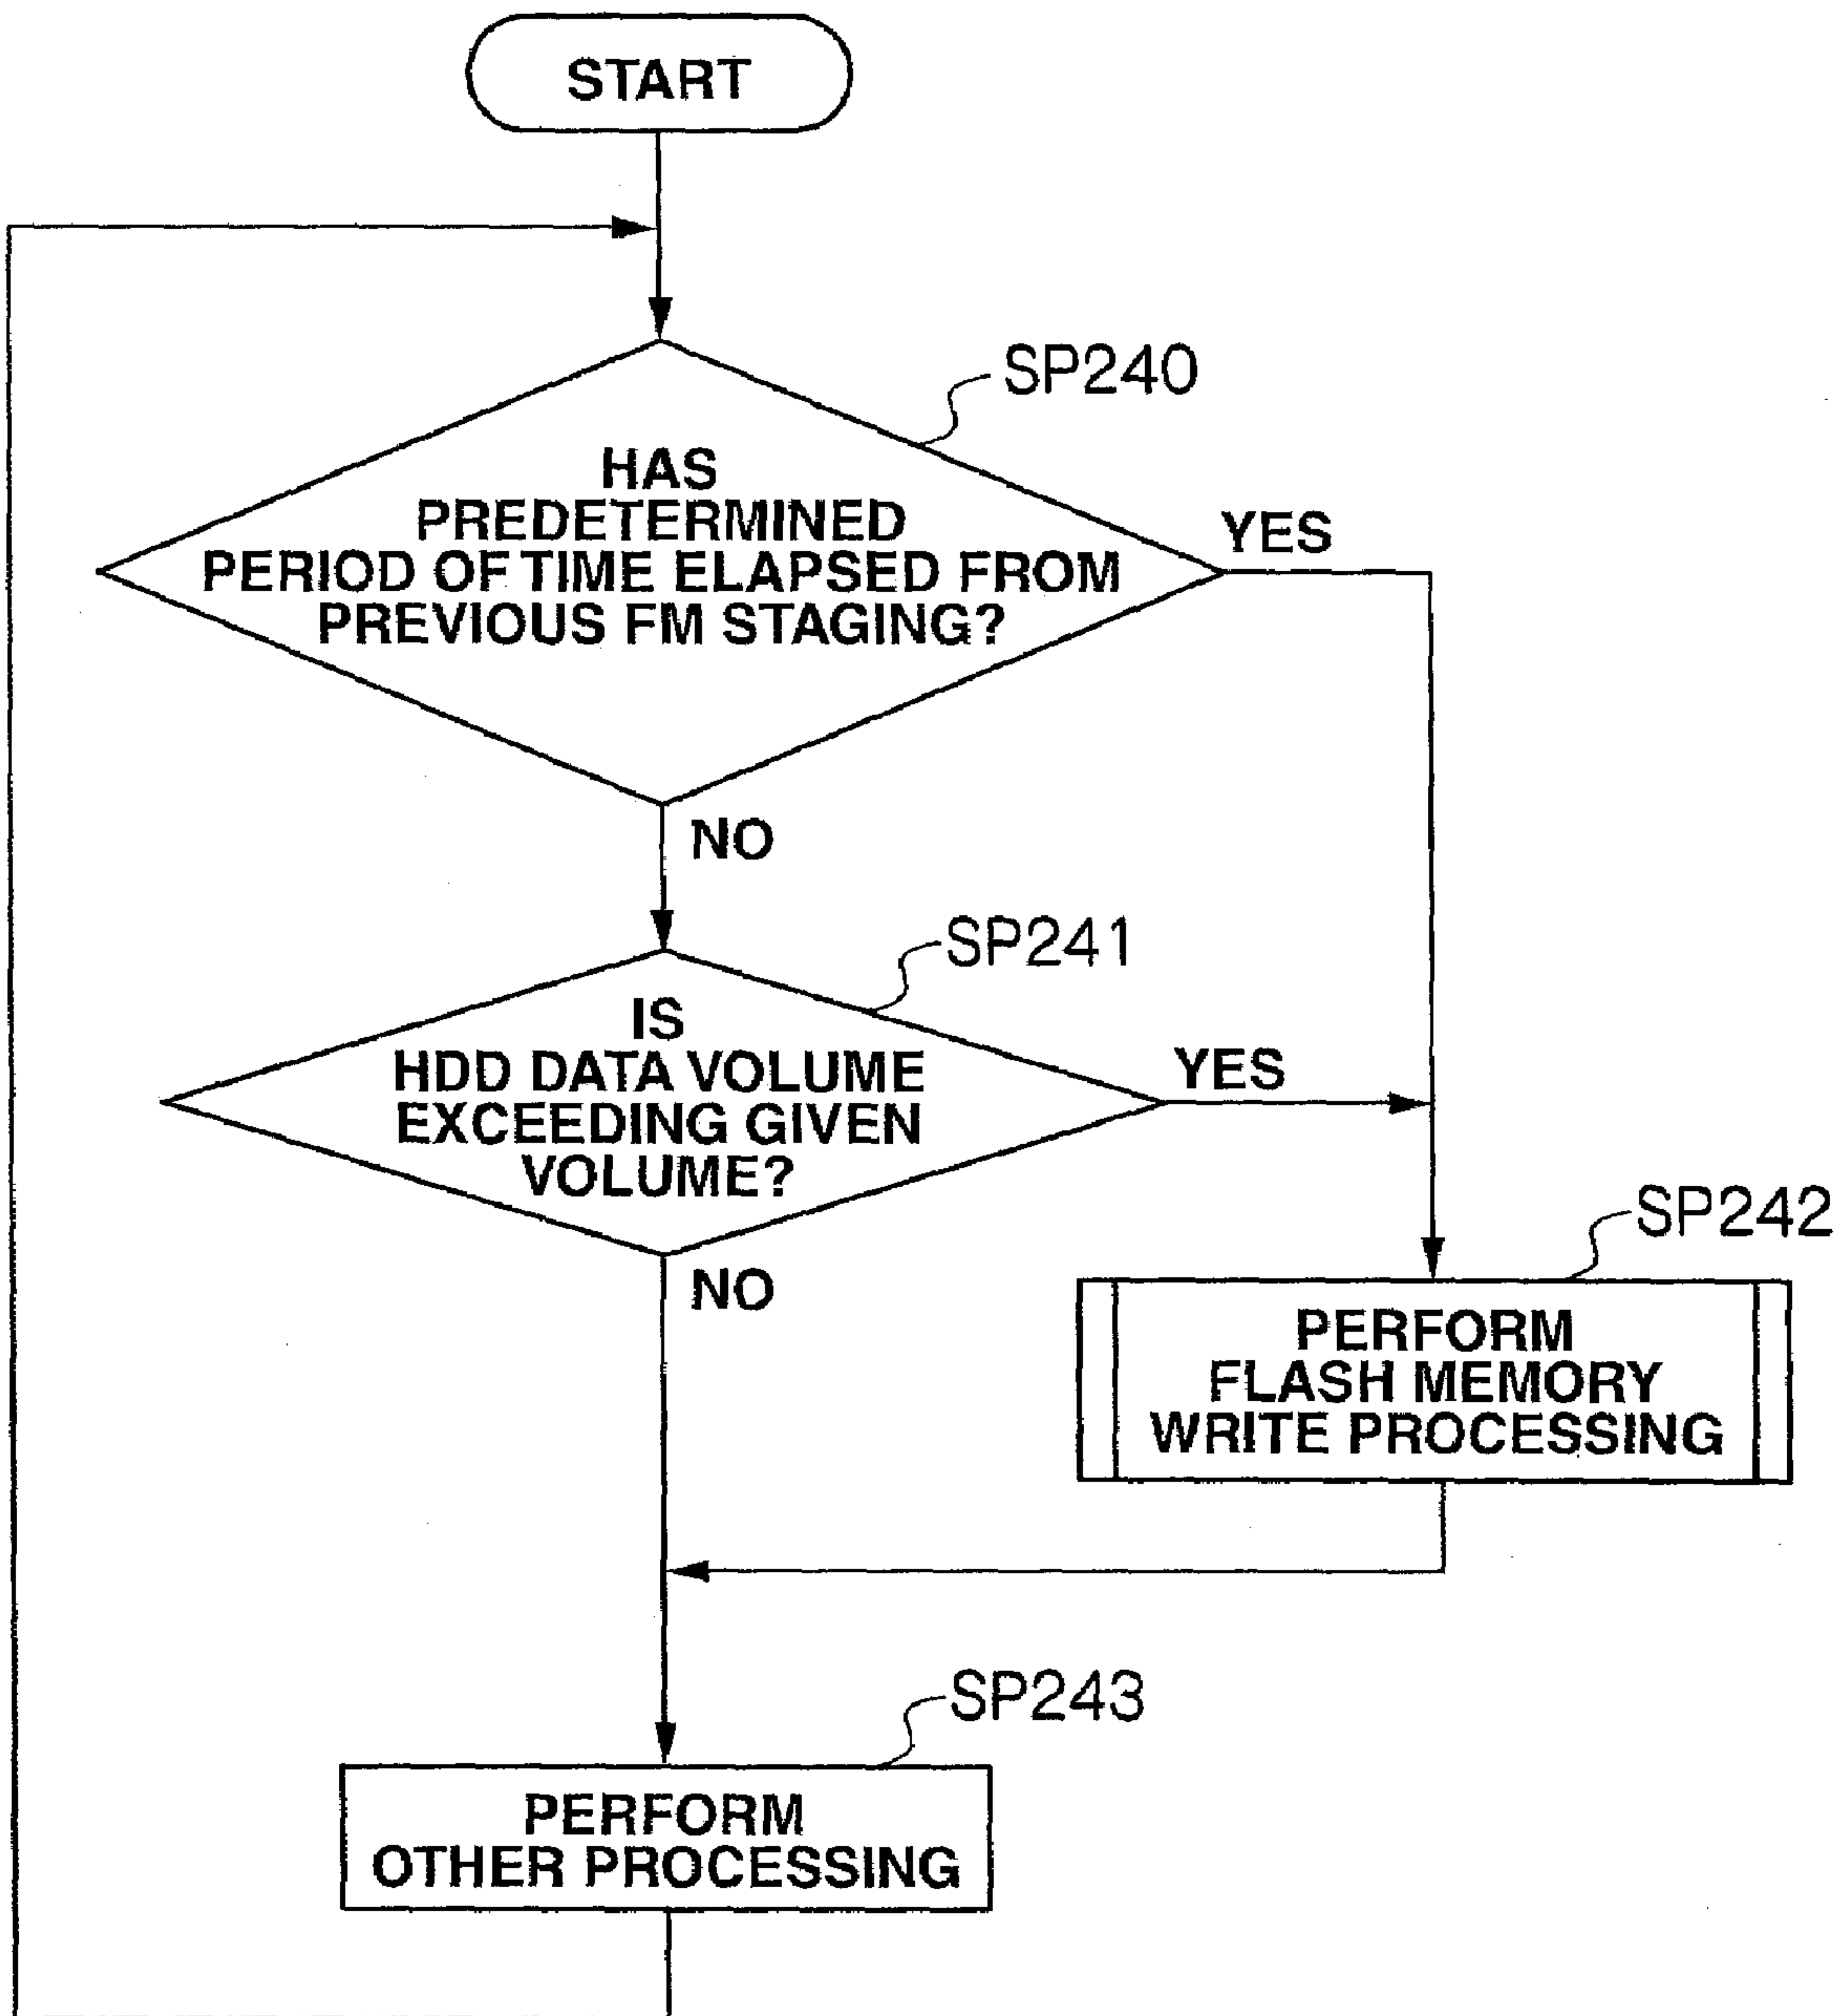 START
SP240
HAS
PREDETERMINED
PERIOD OF TIME ELAPSED FROM
PREVIOUS FM STAGING?
YES
NO
SP241
IS
HDD DATA VOLUME
EXCEEDING GIVEN
VOLUME?
YES
NO
SP242
PERFORM
FLASH MEMORY
WRITE PROCESSING
SP243
PERFORM
OTHER PROCESSING